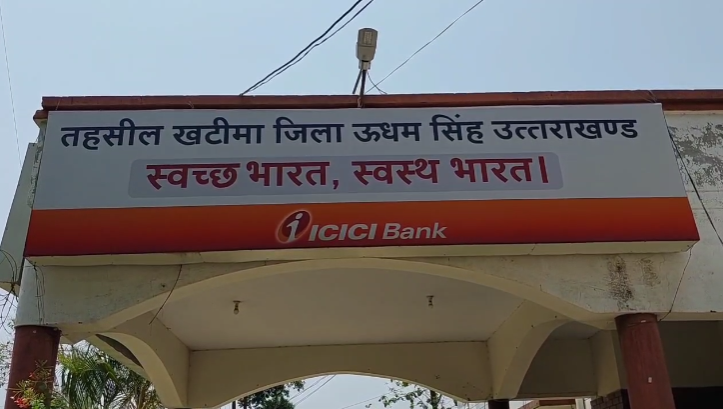 तहसील खटीमा जिला ऊधम सिंह उत्तराखण्ड
स्वच्छ भारत, स्वस्थ भारत।
ICICI Bank